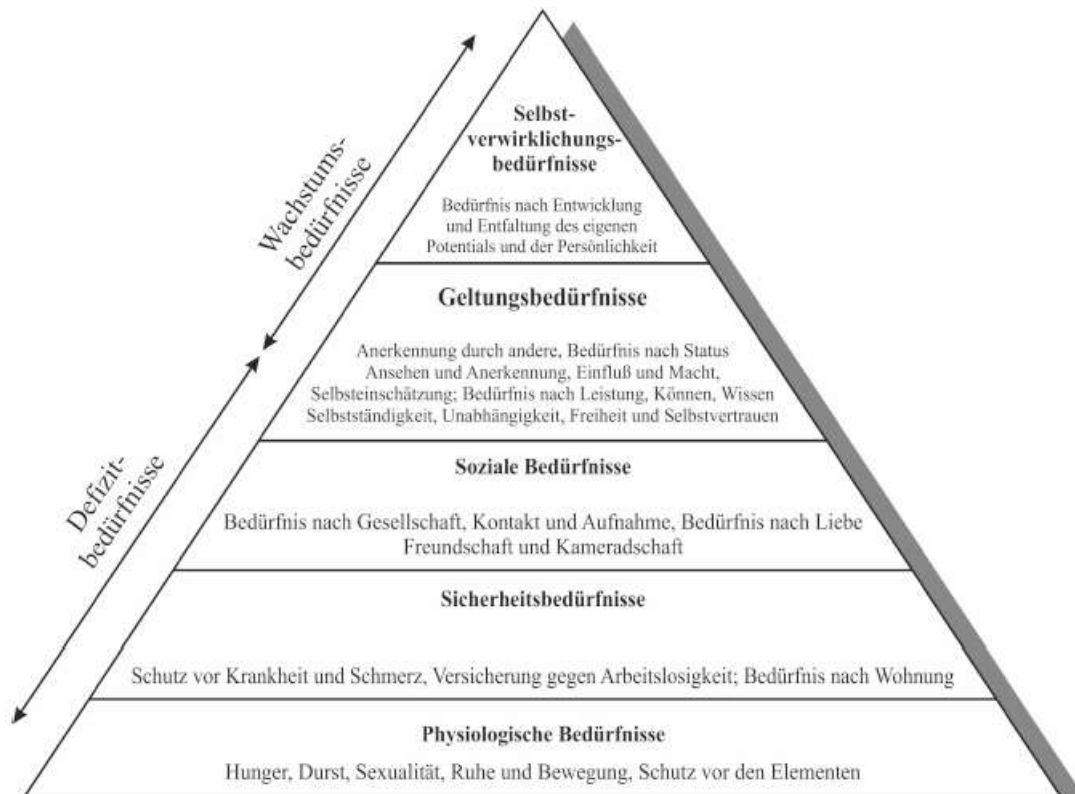 Selbst-
verwirklichungs-
bedürfnisse
Bedürfnis nach Entwicklung
und Entfaltung des eigenen
Potentials und der Persönlichkeit
Wachstums-
bedürfnisse
Geltungsbedürfnisse
Anerkennung durch andere, Bedürfnis nach Status
Ansehen und Anerkennung, Einfluß und Macht,
Selbsteinschätzung; Bedürfnis nach Leistung, Können, Wissen
Selbstständigkeit, Unabhängigkeit, Freiheit und Selbstvertrauen
Defizit-
bedürfnisse
Soziale Bedürfnisse
Bedürfnis nach Gesellschaft, Kontakt und Aufnahme, Bedürfnis nach Liebe
Freundschaft und Kameradschaft
Sicherheitsbedürfnisse
Schutz vor Krankheit und Schmerz, Versicherung gegen Arbeitslosigkeit; Bedürfnis nach Wohnung
Physiologische Bedürfnisse
Hunger, Durst, Sexualität, Ruhe und Bewegung, Schutz vor den Elementen